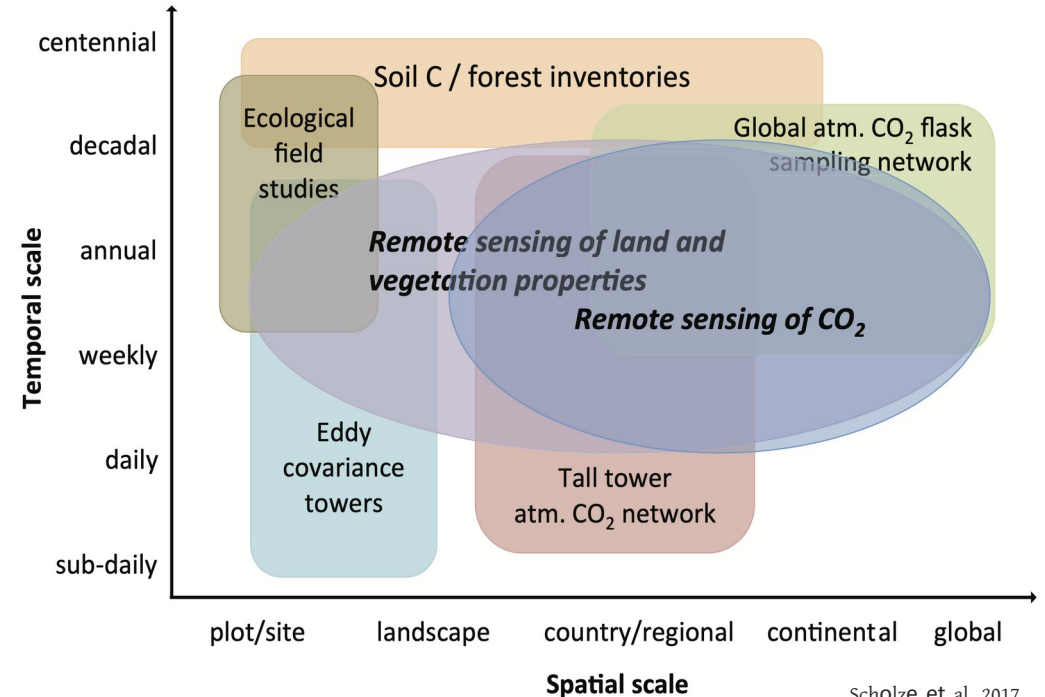 centennial
Soil C / forest inventories
Ecological
field
studies
Global atm. CO₂ flask
sampling network
decadal
annual
Remote sensing of land and
vegetation properties
Remote sensing of CO₂
weekly
Eddy
covariance
towers
daily
Tall tower
atm. CO₂ network
sub-daily
Temporal scale
plot/site
landscape
country/regional
continental
global
Spatial scale
Scholze et al. 2017